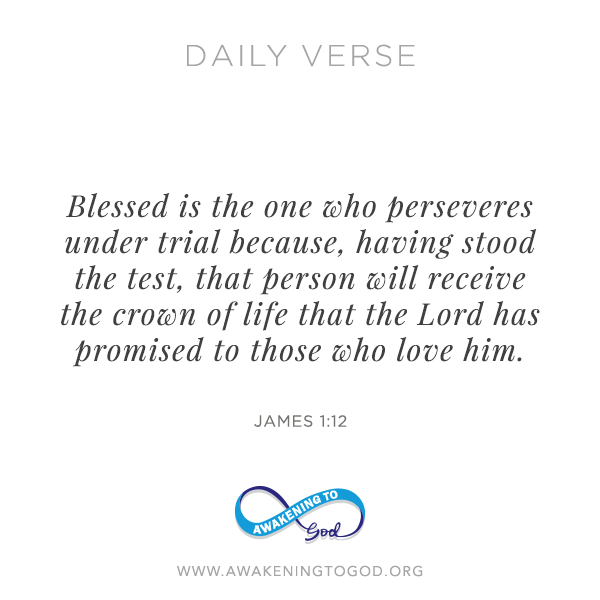 DAILY VERSE
Blessed is the one who perseveres
under trial because, having stood
the test, that person will receive
the crown of life that the Lord has
promised to those who love him.
JAMES 1:12
AWAKENING TO
God
WWW.AWAKENINGTOGOD.ORG